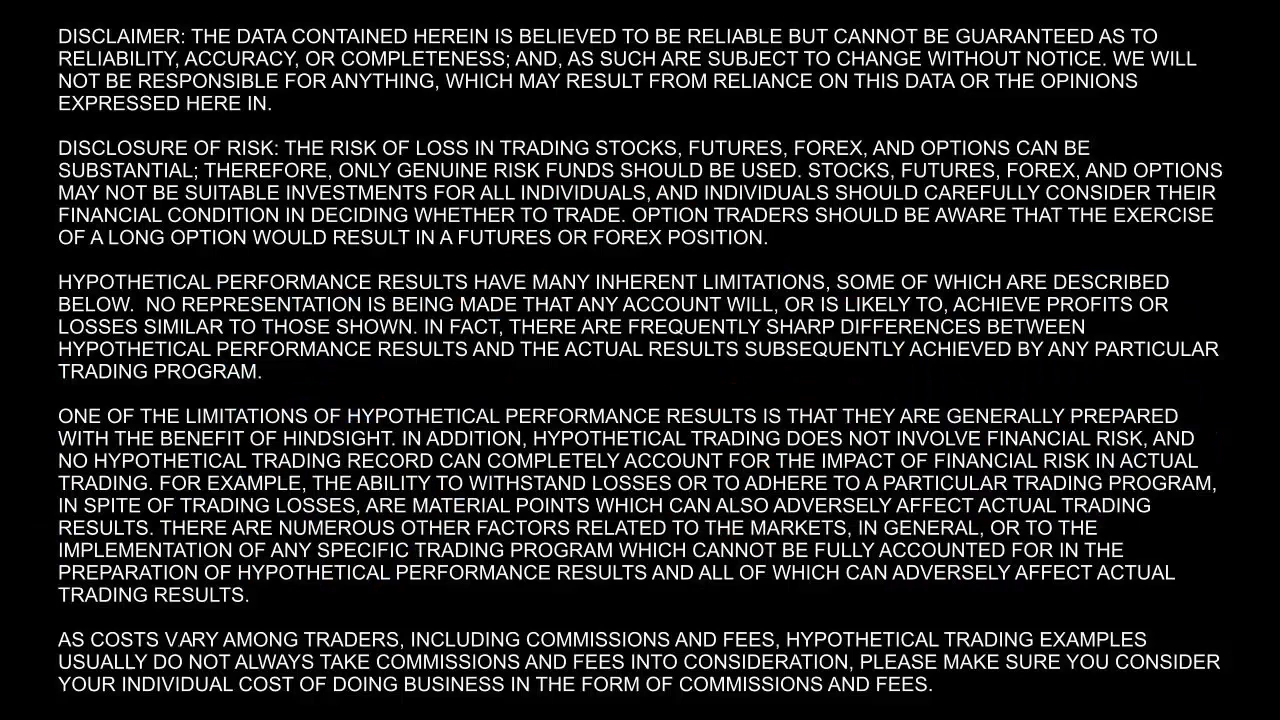 DISCLAIMER: THE DATA CONTAINED HEREIN IS BELIEVED TO BE RELIABLE BUT CANNOT BE GUARANTEED AS TO
RELIABILITY, ACCURACY, OR COMPLETENESS; AND, AS SUCH ARE SUBJECT TO CHANGE WITHOUT NOTICE. WE WILL
NOT BE RESPONSIBLE FOR ANYTHING, WHICH MAY RESULT FROM RELIANCE ON THIS DATA OR THE OPINIONS
EXPRESSED HERE IN.
DISCLOSURE OF RISK: THE RISK OF LOSS IN TRADING STOCKS, FUTURES, FOREX, AND OPTIONS CAN BE
SUBSTANTIAL; THEREFORE, ONLY GENUINE RISK FUNDS SHOULD BE USED. STOCKS, FUTURES, FOREX, AND OPTIONS
MAY NOT BE SUITABLE INVESTMENTS FOR ALL INDIVIDUALS, AND INDIVIDUALS SHOULD CAREFULLY CONSIDER THEIR
FINANCIAL CONDITION IN DECIDING WHETHER TO TRADE. OPTION TRADERS SHOULD BE AWARE THAT THE EXERCISE
OF A LONG OPTION WOULD RESULT IN A FUTURES OR FOREX POSITION.
HYPOTHETICAL PERFORMANCE RESULTS HAVE MANY INHERENT LIMITATIONS, SOME OF WHICH ARE DESCRIBED
BELOW.  NO REPRESENTATION IS BEING MADE THAT ANY ACCOUNT WILL, OR IS LIKELY TO, ACHIEVE PROFITS OR
LOSSES SIMILAR TO THOSE SHOWN. IN FACT, THERE ARE FREQUENTLY SHARP DIFFERENCES BETWEEN
HYPOTHETICAL PERFORMANCE RESULTS AND THE ACTUAL RESULTS SUBSEQUENTLY ACHIEVED BY ANY PARTICULAR
TRADING PROGRAM.
ONE OF THE LIMITATIONS OF HYPOTHETICAL PERFORMANCE RESULTS IS THAT THEY ARE GENERALLY PREPARED
WITH THE BENEFIT OF HINDSIGHT. IN ADDITION, HYPOTHETICAL TRADING DOES NOT INVOLVE FINANCIAL RISK, AND
NO HYPOTHETICAL TRADING RECORD CAN COMPLETELY ACCOUNT FOR THE IMPACT OF FINANCIAL RISK IN ACTUAL
TRADING. FOR EXAMPLE, THE ABILITY TO WITHSTAND LOSSES OR TO ADHERE TO A PARTICULAR TRADING PROGRAM,
IN SPITE OF TRADING LOSSES, ARE MATERIAL POINTS WHICH CAN ALSO ADVERSELY AFFECT ACTUAL TRADING
RESULTS. THERE ARE NUMEROUS OTHER FACTORS RELATED TO THE MARKETS, IN GENERAL, OR TO THE
IMPLEMENTATION OF ANY SPECIFIC TRADING PROGRAM WHICH CANNOT BE FULLY ACCOUNTED FOR IN THE
PREPARATION OF HYPOTHETICAL PERFORMANCE RESULTS AND ALL OF WHICH CAN ADVERSELY AFFECT ACTUAL
TRADING RESULTS.
AS COSTS VARY AMONG TRADERS, INCLUDING COMMISSIONS AND FEES, HYPOTHETICAL TRADING EXAMPLES
USUALLY DO NOT ALWAYS TAKE COMMISSIONS AND FEES INTO CONSIDERATION, PLEASE MAKE SURE YOU CONSIDER
YOUR INDIVIDUAL COST OF DOING BUSINESS IN THE FORM OF COMMISSIONS AND FEES.